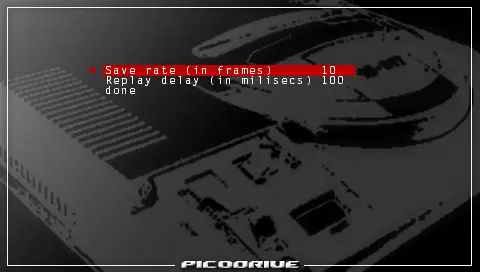 Save rate (in frames) 10
Replay delay (in milisecs) 100
done
PICODRIVE